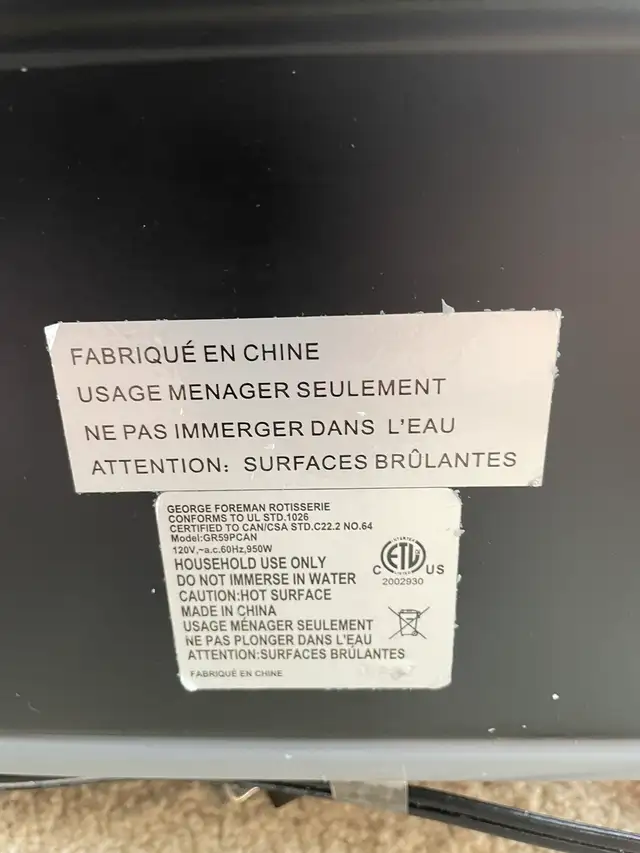 FABRIQUÉ EN CHINE
USAGE MENAGER SEULEMENT
NE PAS IMMERGER DANS L'EAU
ATTENTION: SURFACES BRÛLANTES
GEORGE FOREMAN ROTISSERIE
CONFORMS TO UL STD.1026
CERTIFIED TO CAN/CSA STD.C22.2 NO.64
Model:GR59PCAN
120V,~a.c.60Hz,950W
HOUSEHOLD USE ONLY
DO NOT IMMERSE IN WATER
CAUTION:HOT SURFACE
MADE IN CHINA
USAGE MÉNAGER SEULEMENT
NE PAS PLONGER DANS L'EAU
ATTENTION:SURFACES BRÛLANTES
FABRIQUÉ EN CHINE
C ETL US
2002930